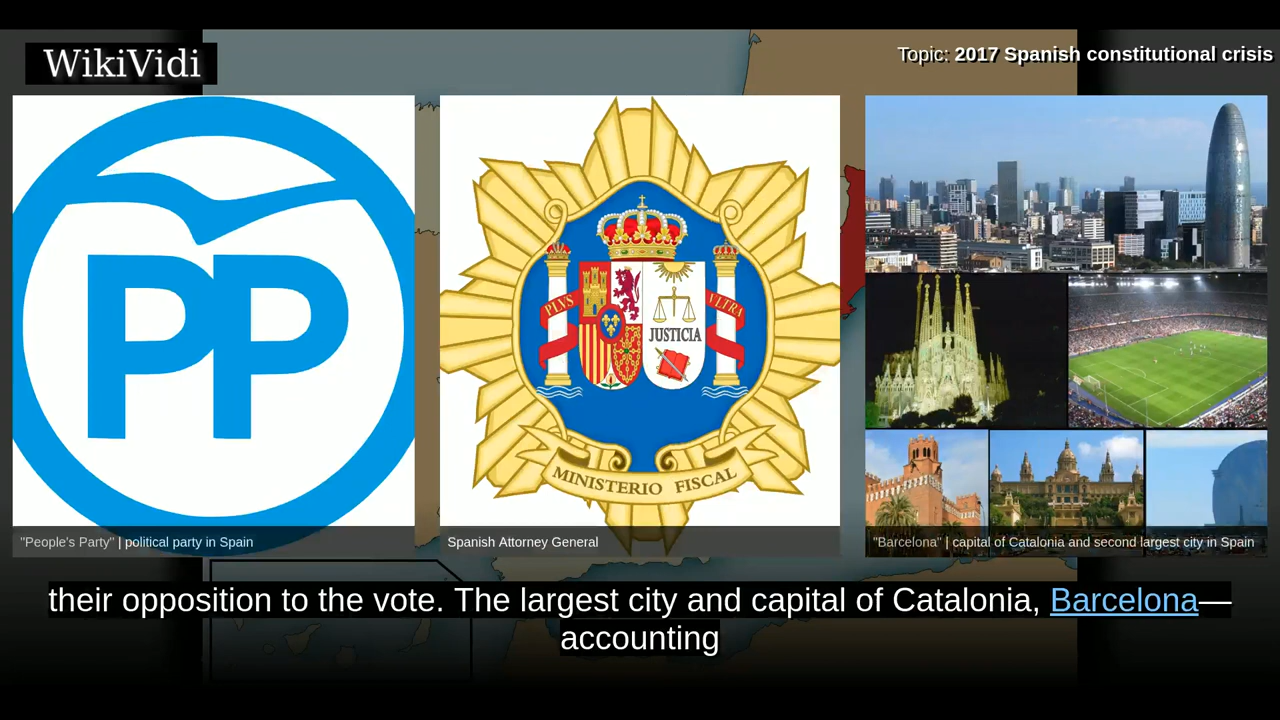 WikiVidi
Topic: 2017 Spanish constitutional crisis
PP
PLVS
VLTRA
JUSTICIA
MINISTERIO FISCAL
"People's Party" | political party in Spain
Spanish Attorney General
"Barcelona" | capital of Catalonia and second largest city in Spain
their opposition to the vote. The largest city and capital of Catalonia, Barcelona—
accounting